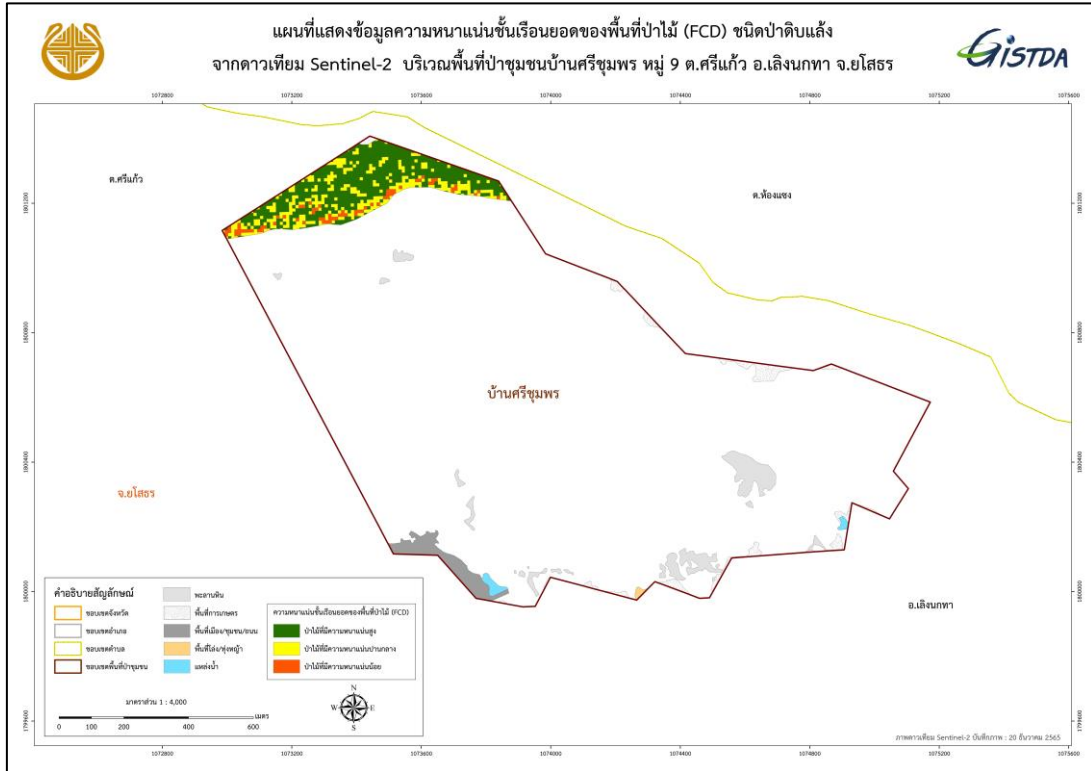 แผนที่แสดงข้อมูลความหนาแน่นชั้นเรือนยอดของพื้นที่ป่าไม้ (FCD) ชนิดป่าดิบแล้ง
จากดาวเทียม Sentinel-2 บริเวณพื้นที่ป่าชุมชนบ้านศรีชุมพร หมู่ 9 ต.ศรีแก้ว อ.เลิงนกทา จ.ยโสธร
GISTDA
1072800 1073200 1073600 1074000 1074400 1074800 1075200 1075600
ต.ศรีแก้ว
ต.ห้องแซง
1801200 1801200
1800800 1800800
บ้านศรีชุมพร
1800400 1800400
จ.ยโสธร
1800000 1800000
อ.เลิงนกทา
คำอธิบายสัญลักษณ์
ขอบเขตจังหวัด
ขอบเขตอำเภอ
ขอบเขตตำบล
ขอบเขตพื้นที่ป่าชุมชน
พลานหิน
พื้นที่การเกษตร
พื้นที่เมือง/ชุมชน/ถนน
พื้นที่โล่ง/ทุ่งหญ้า
แหล่งน้ำ
ความหนาแน่นชั้นเรือนยอดของพื้นที่ป่าไม้ (FCD)
ป่าไม้ที่มีความหนาแน่นสูง
ป่าไม้ที่มีความหนาแน่นปานกลาง
ป่าไม้ที่มีความหนาแน่นน้อย
มาตราส่วน 1 : 4,000
เมตร
0 100 200 400 600
N
W E
S
1799600 1799600
ภาพดาวเทียม Sentinel-2 บันทึกภาพ : 20 ธันวาคม 2565
1072800 1073200 1073600 1074000 1074400 1074800 1075200 1075600